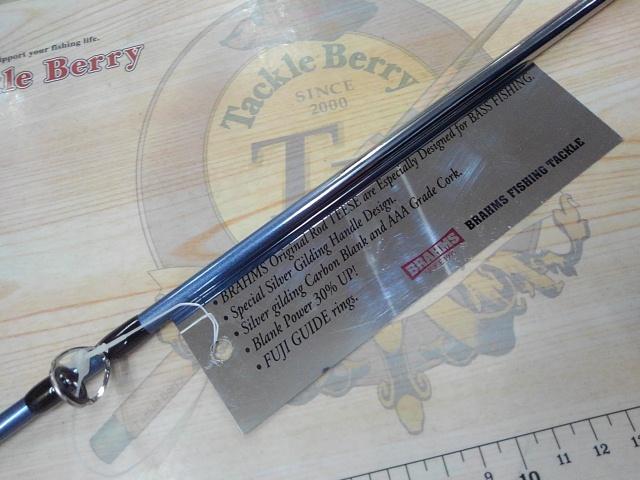 support your fishing life.
le Berry
Tackle Berry
SINCE
2000
• BRAHMS Original Rod TEESE are Especially Designed for BASS FISHING.
• Special Silver Gilding Handle Design.
• Silver gilding Carbon Blank and AAA Grade Cork.
• Blank Power 30% UP!
• FUJI GUIDE rings.
BRAHMS
BRAHMS FISHING TACKLE
9 10 11 12 13